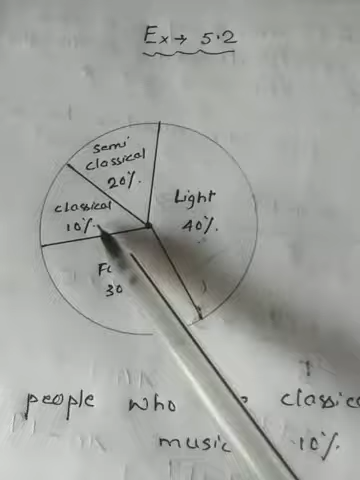 Ex → 5.2
semi
classical
20%.
Light
40%.
classical
10%.
30
people who classic
music 10%.